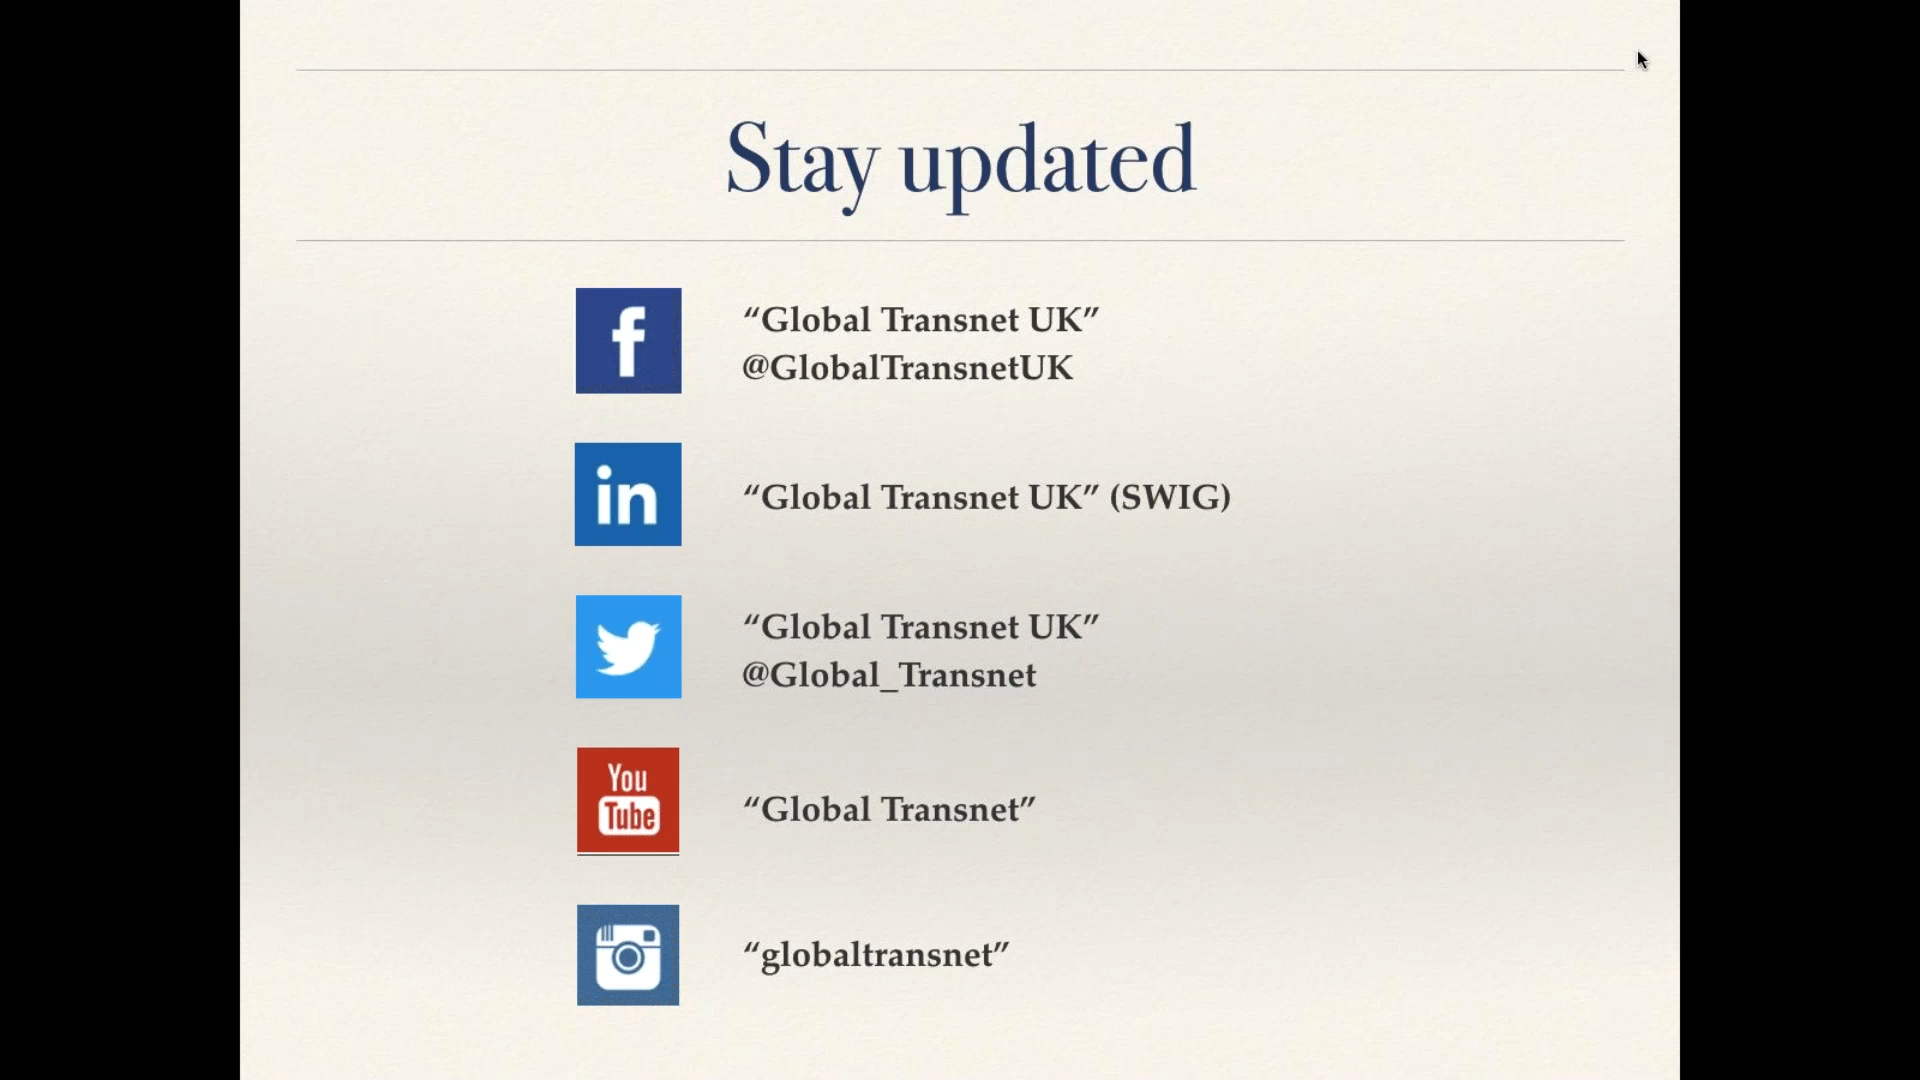 Stay updated
f
“Global Transnet UK”
@GlobalTransnetUK
in
“Global Transnet UK” (SWIG)
“Global Transnet UK”
@Global_Transnet
You
Tube
“Global Transnet”
“globaltransnet”